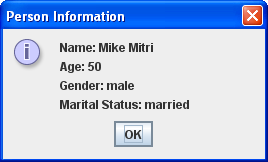 Person Information
Name: Mike Mitri
Age: 50
Gender: male
Marital Status: married
OK